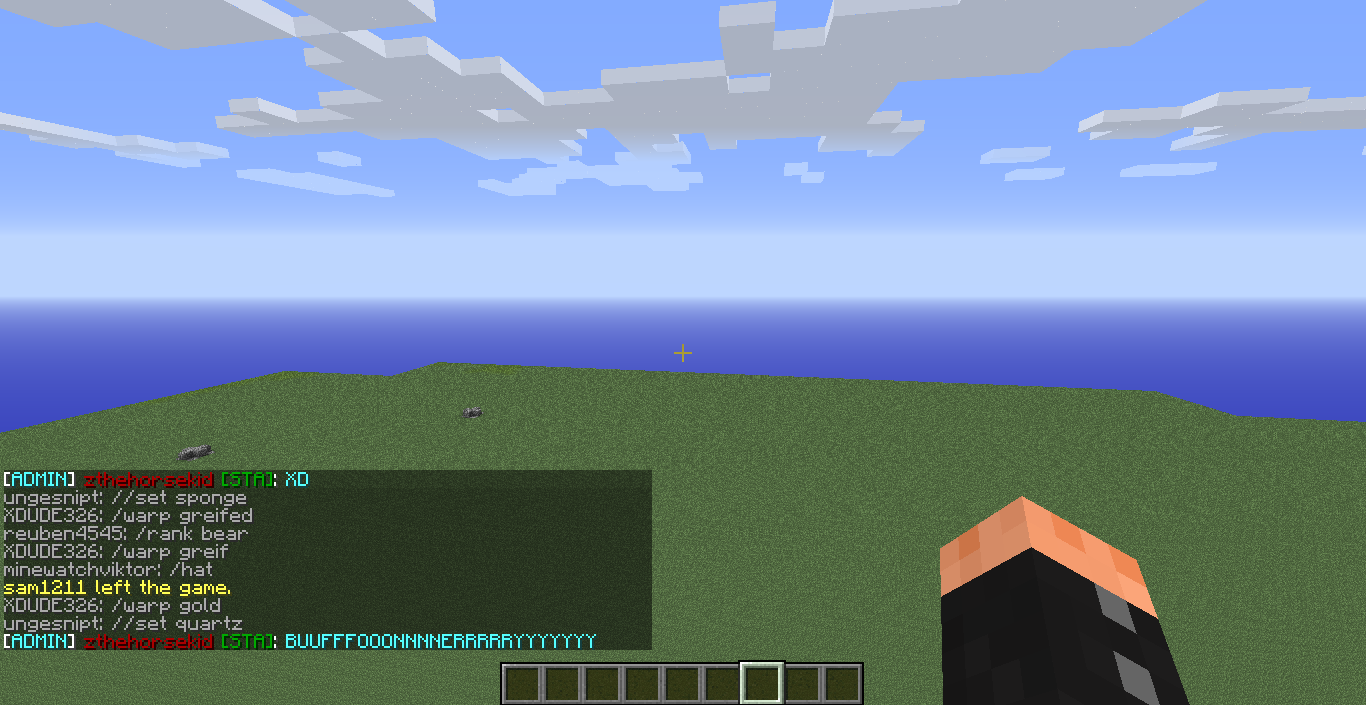 [ADMIN] zthehorsekid [STA]: XD
ungesnipt: //set sponge
XDUDE326: /warp greifed
reuben4545: /rank bear
XDUDE326: /warp greif
minewatchviktor: /hat
sam1211 left the game.
XDUDE326: /warp gold
ungesnipt: //set quartz
[ADMIN] zthehorsekid [STA]: BUUFFFOOONNNNERRRRRYYYYYYY